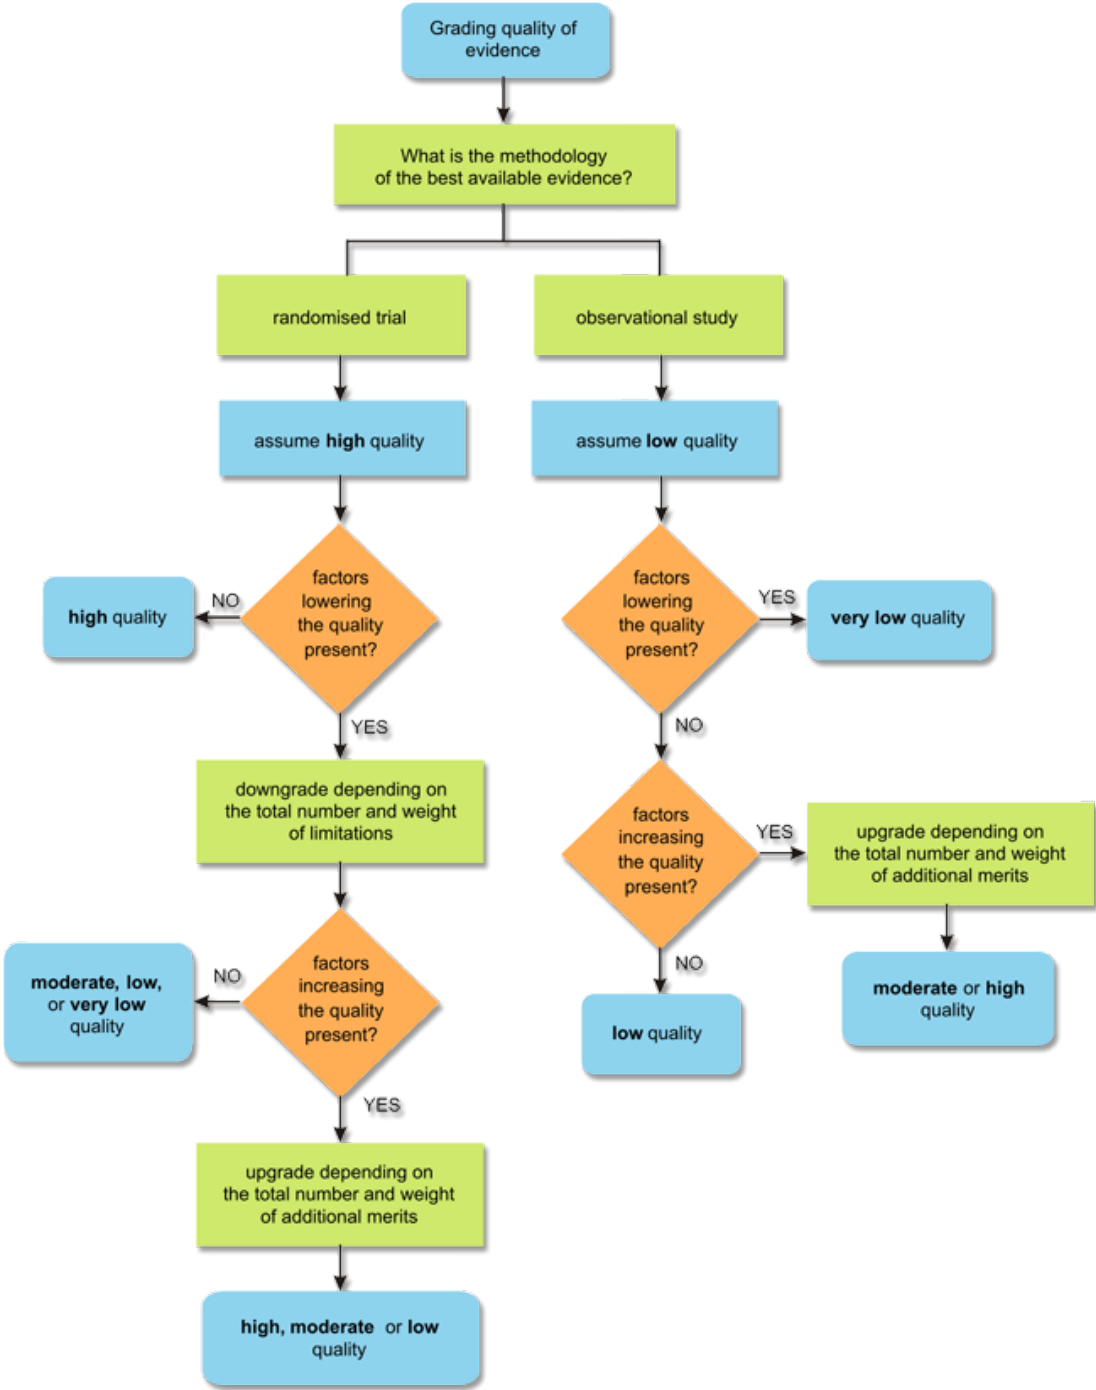 Grading quality of
evidence
What is the methodology
of the best available evidence?
randomised trial
observational study
assume high quality
assume low quality
factors
lowering
the quality
present?
NO
high quality
YES
downgrade depending on
the total number and weight
of limitations
factors
increasing
the quality
present?
NO
moderate, low,
or very low
quality
YES
upgrade depending on
the total number and weight
of additional merits
high, moderate or low
quality
factors
lowering
the quality
present?
YES
very low quality
NO
factors
increasing
the quality
present?
YES
upgrade depending on
the total number and weight
of additional merits
moderate or high
quality
NO
low quality